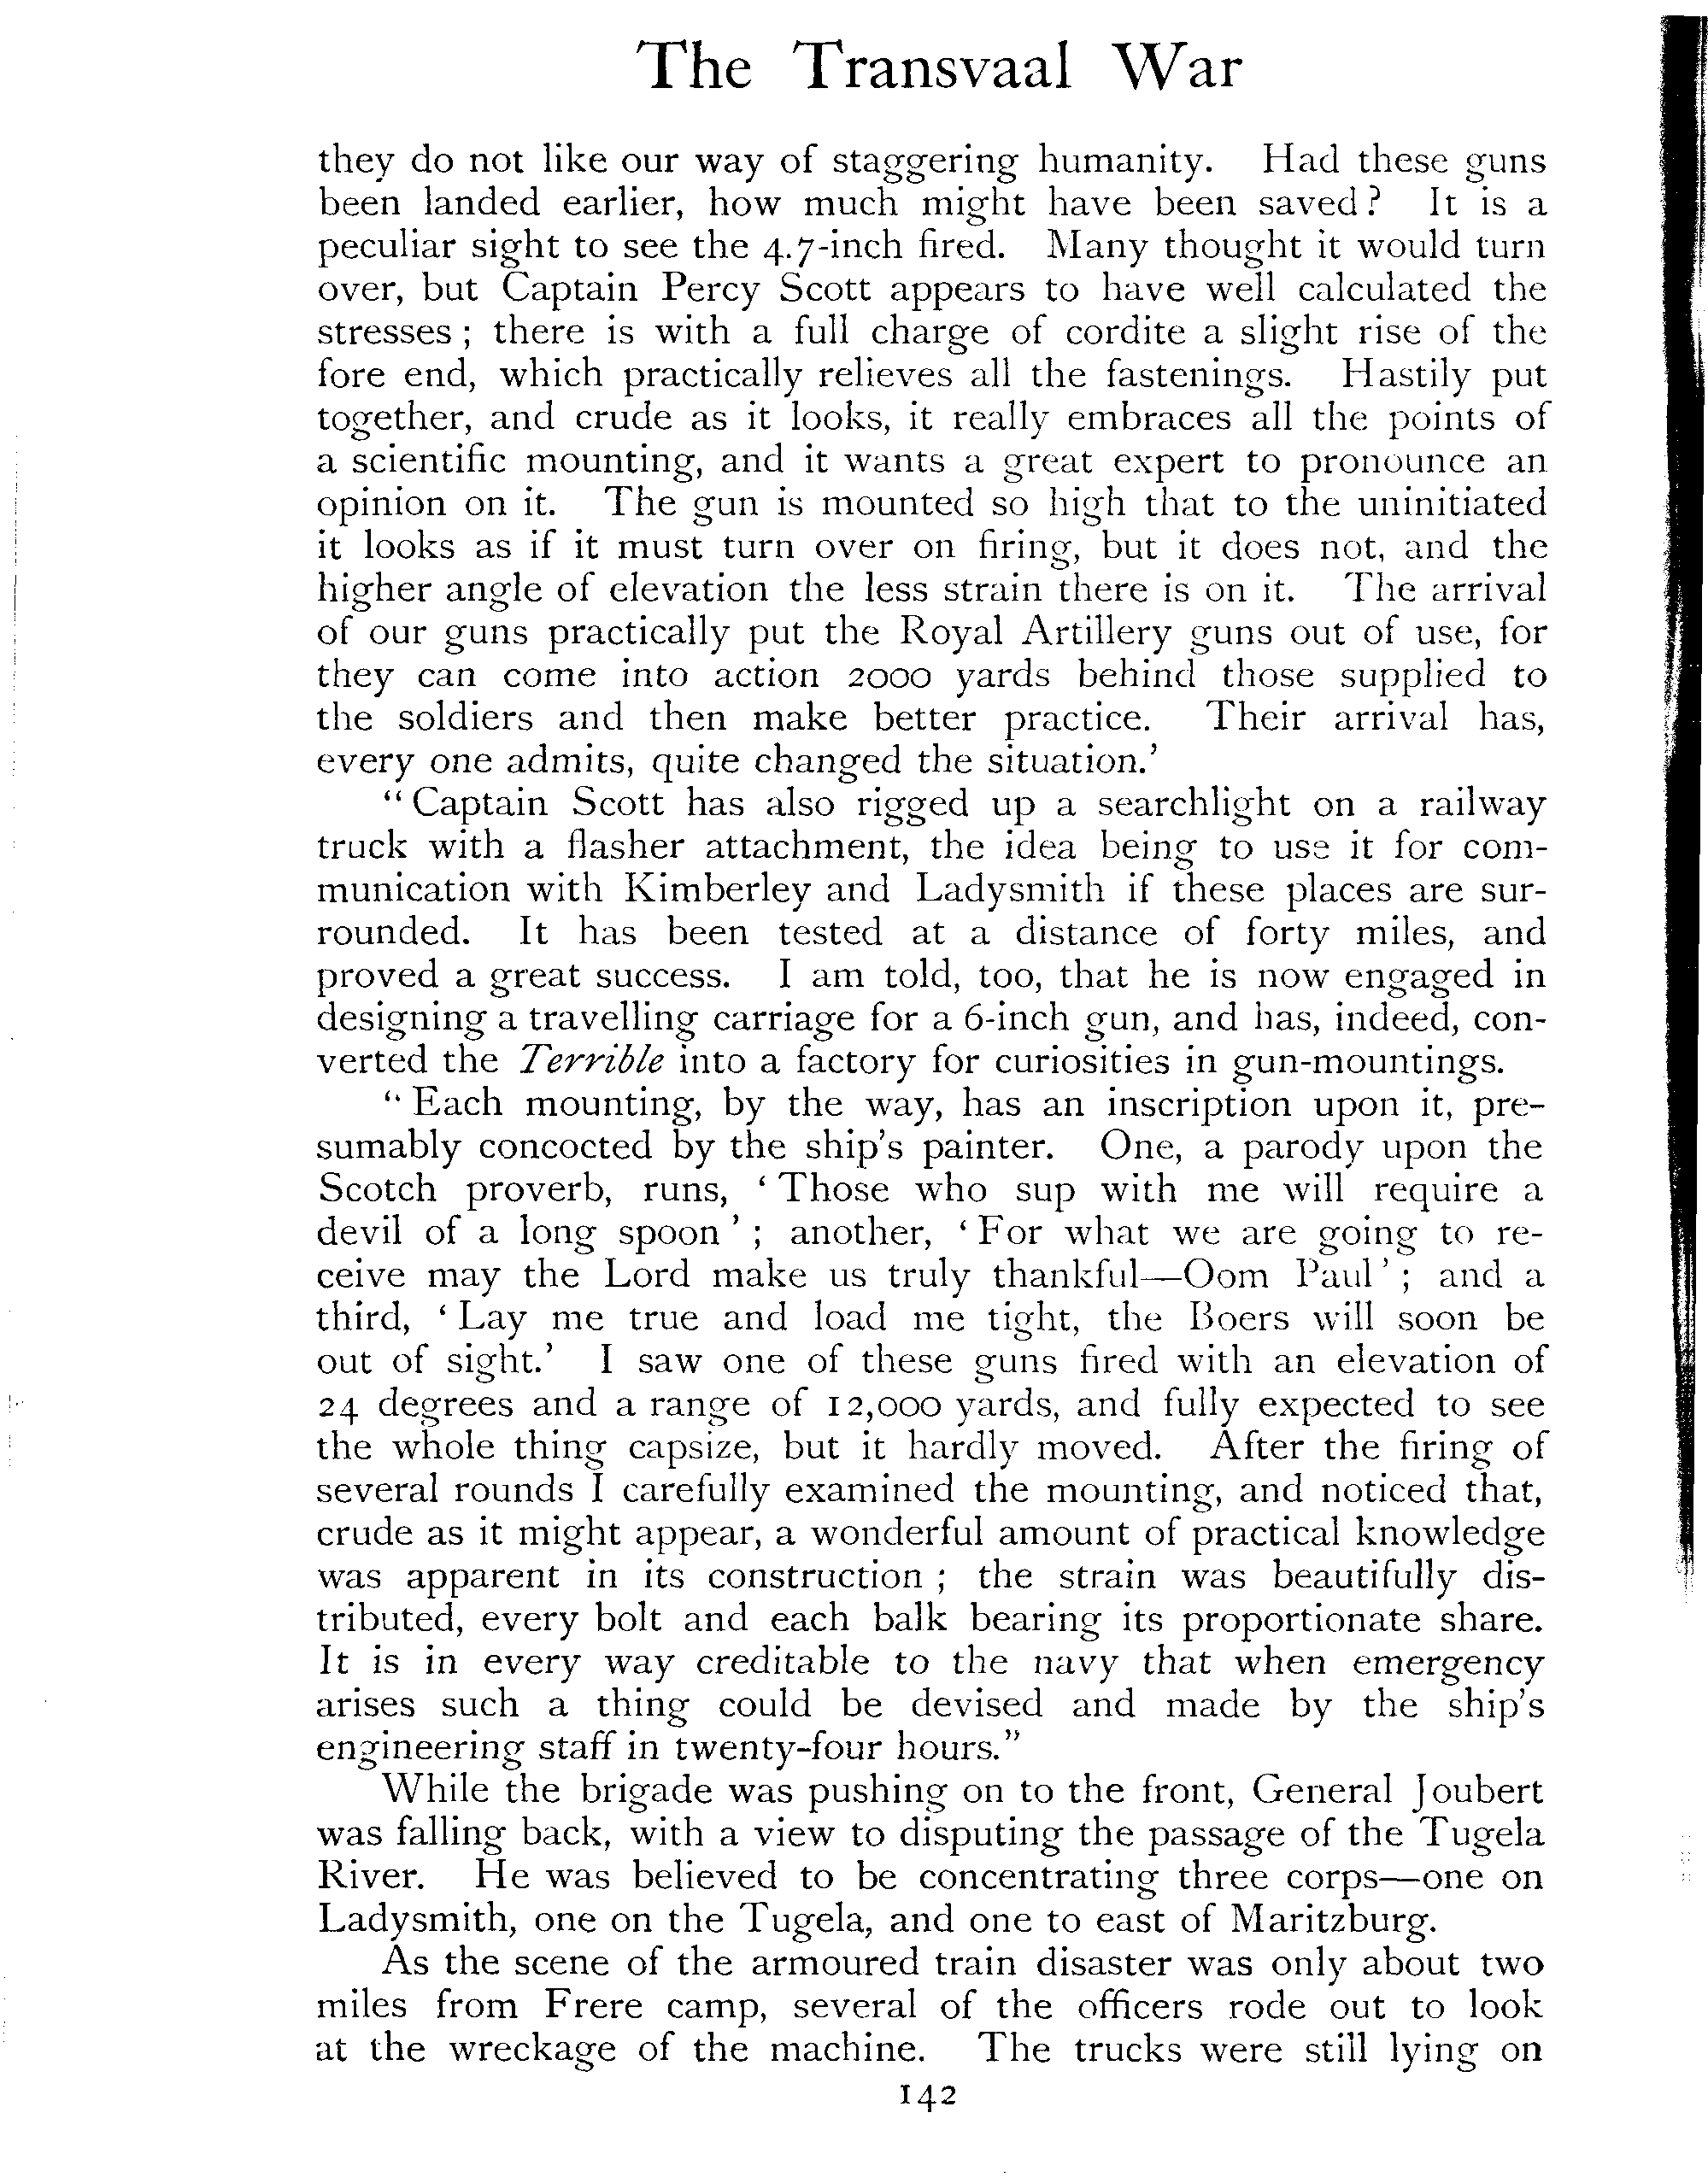 The Transvaal War
they do not like our way of staggering humanity. Had these guns
been landed earlier, how much might have been saved? It is a
peculiar sight to see the 4.7-inch fired. Many thought it would turn
over, but Captain Percy Scott appears to have well calculated the
stresses; there is with a full charge of cordite a slight rise of the
fore end, which practically relieves all the fastenings. Hastily put
together, and crude as it looks, it really embraces all the points of
a scientific mounting, and it wants a great expert to pronounce an
opinion on it. The gun is mounted so high that to the uninitiated
it looks as if it must turn over on firing, but it does not, and the
higher angle of elevation the less strain there is on it. The arrival
of our guns practically put the Royal Artillery guns out of use, for
they can come into action 2000 yards behind those supplied to
the soldiers and then make better practice. Their arrival has,
every one admits, quite changed the situation.'
"Captain Scott has also rigged up a searchlight on a railway
truck with a flasher attachment, the idea being to use it for com-
munication with Kimberley and Ladysmith if these places are sur-
rounded. It has been tested at a distance of forty miles, and
proved a great success. I am told, too, that he is now engaged in
designing a travelling carriage for a 6-inch gun, and has, indeed, con-
verted the Terrible into a factory for curiosities in gun-mountings.
"Each mounting, by the way, has an inscription upon it, pre-
sumably concocted by the ship's painter. One, a parody upon the
Scotch proverb, runs, 'Those who sup with me will require a
devil of a long spoon'; another, 'For what we are going to re-
ceive may the Lord make us truly thankful—Oom Paul'; and a
third, 'Lay me true and load me tight, the Boers will soon be
out of sight.' I saw one of these guns fired with an elevation of
24 degrees and a range of 12,000 yards, and fully expected to see
the whole thing capsize, but it hardly moved. After the firing of
several rounds I carefully examined the mounting, and noticed that,
crude as it might appear, a wonderful amount of practical knowledge
was apparent in its construction; the strain was beautifully dis-
tributed, every bolt and each balk bearing its proportionate share.
It is in every way creditable to the navy that when emergency
arises such a thing could be devised and made by the ship's
engineering staff in twenty-four hours."
While the brigade was pushing on to the front, General Joubert
was falling back, with a view to disputing the passage of the Tugela
River. He was believed to be concentrating three corps—one on
Ladysmith, one on the Tugela, and one to east of Maritzburg.
As the scene of the armoured train disaster was only about two
miles from Frere camp, several of the officers rode out to look
at the wreckage of the machine. The trucks were still lying on
142